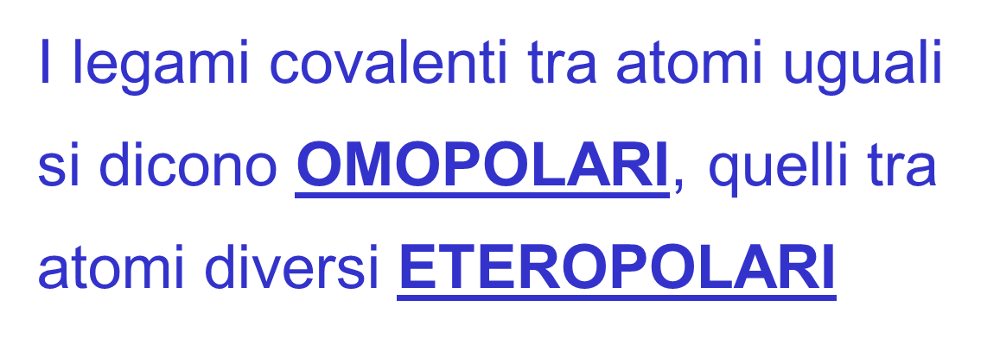 I legami covalenti tra atomi uguali
si dicono OMOPOLARI, quelli tra
atomi diversi ETEROPOLARI